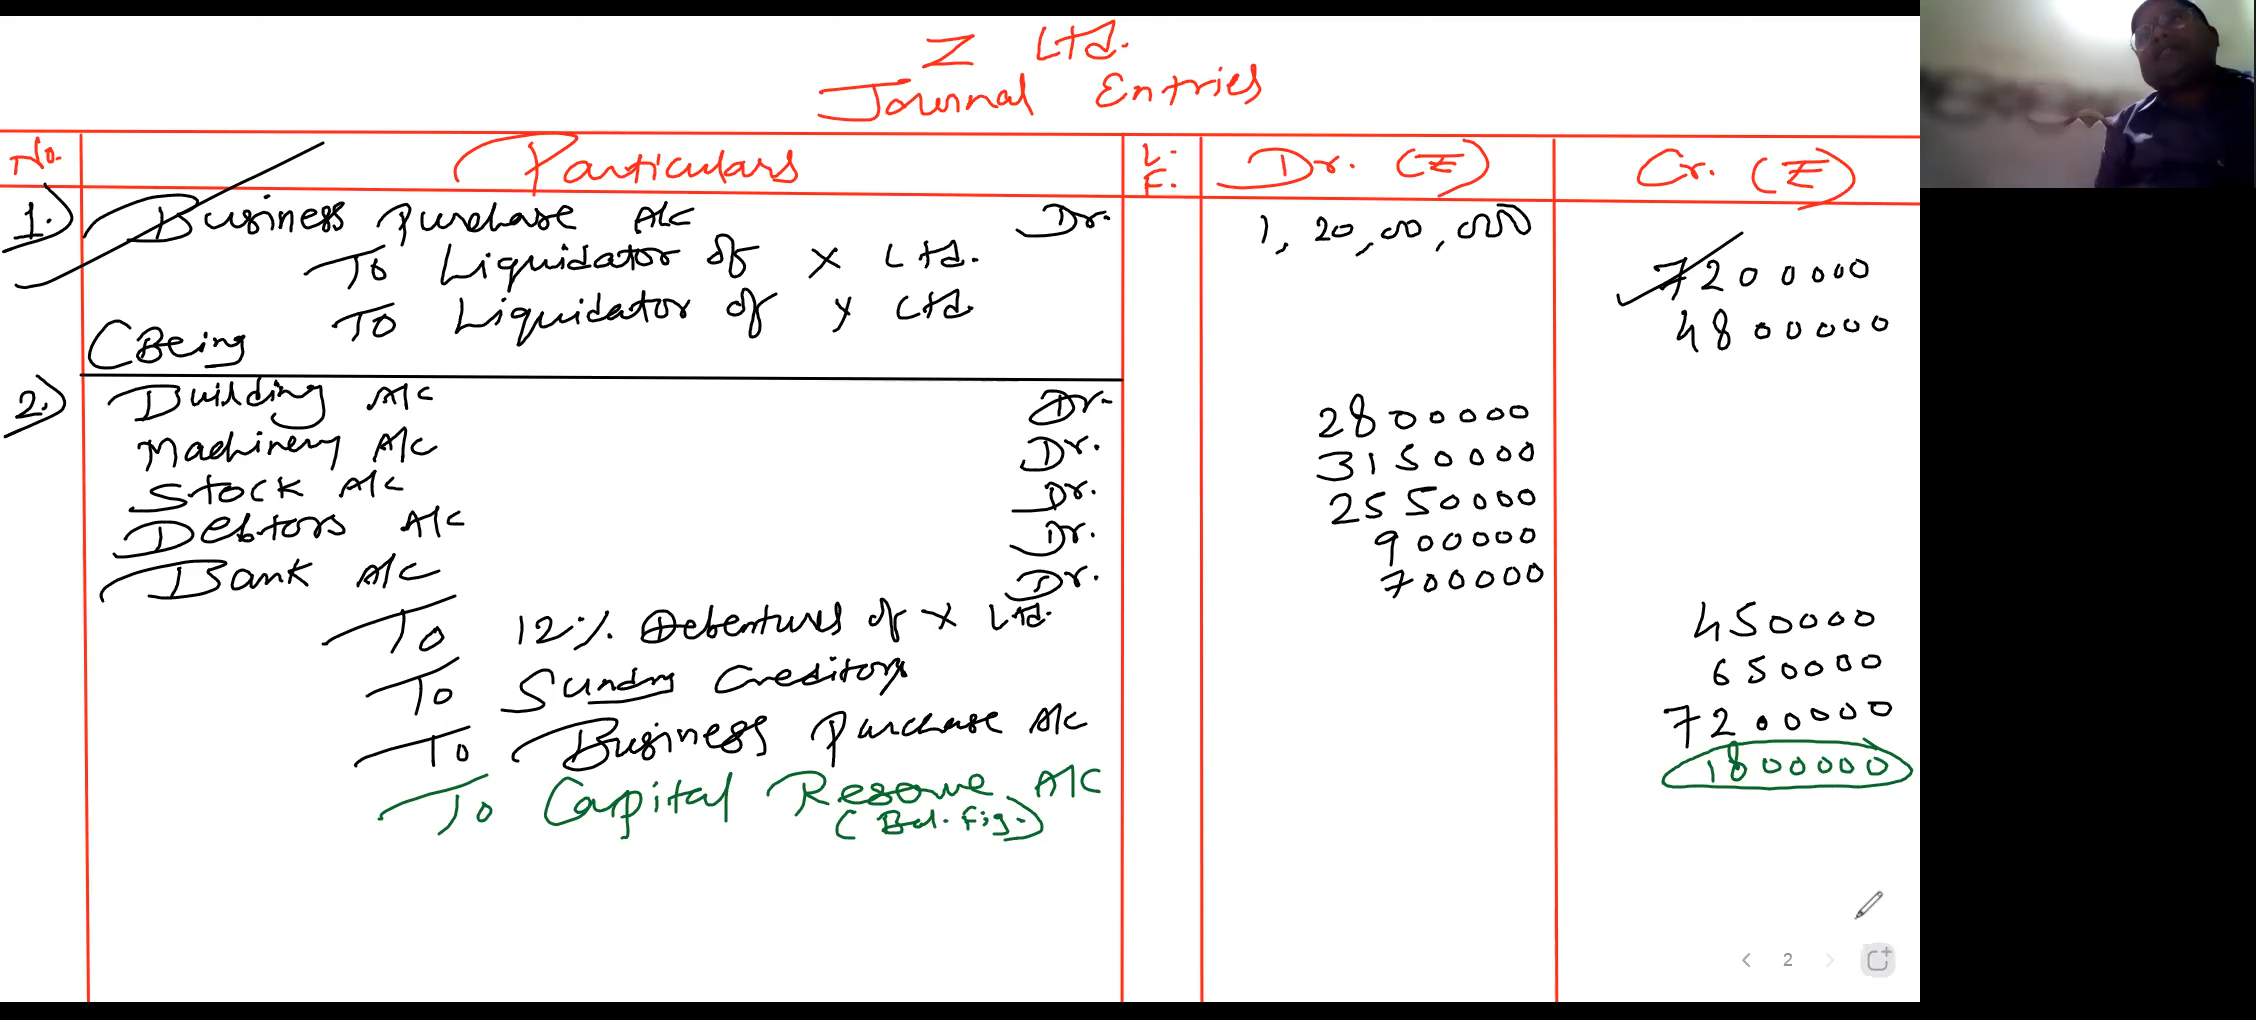 Z Ltd.
Journal Entries
No. Particulars L.F. Dr. (₹) Cr. (₹)
1.) Business Purchase A/c Dr. 1,20,00,000
To Liquidator of X Ltd. 7200000
To Liquidator of Y Ltd. 4800000
(Being
2.) Building A/c Dr. 2800000
Machinery A/c Dr. 3150000
Stock A/c Dr. 2550000
Debtors A/c Dr. 900000
Bank A/c Dr. 700000
To 12% Debentures of X Ltd. 450000
To Sundry Creditors 650000
To Business Purchase A/c 7200000
To Capital Reserve A/c 1800000
(Bal. Fig.)
2